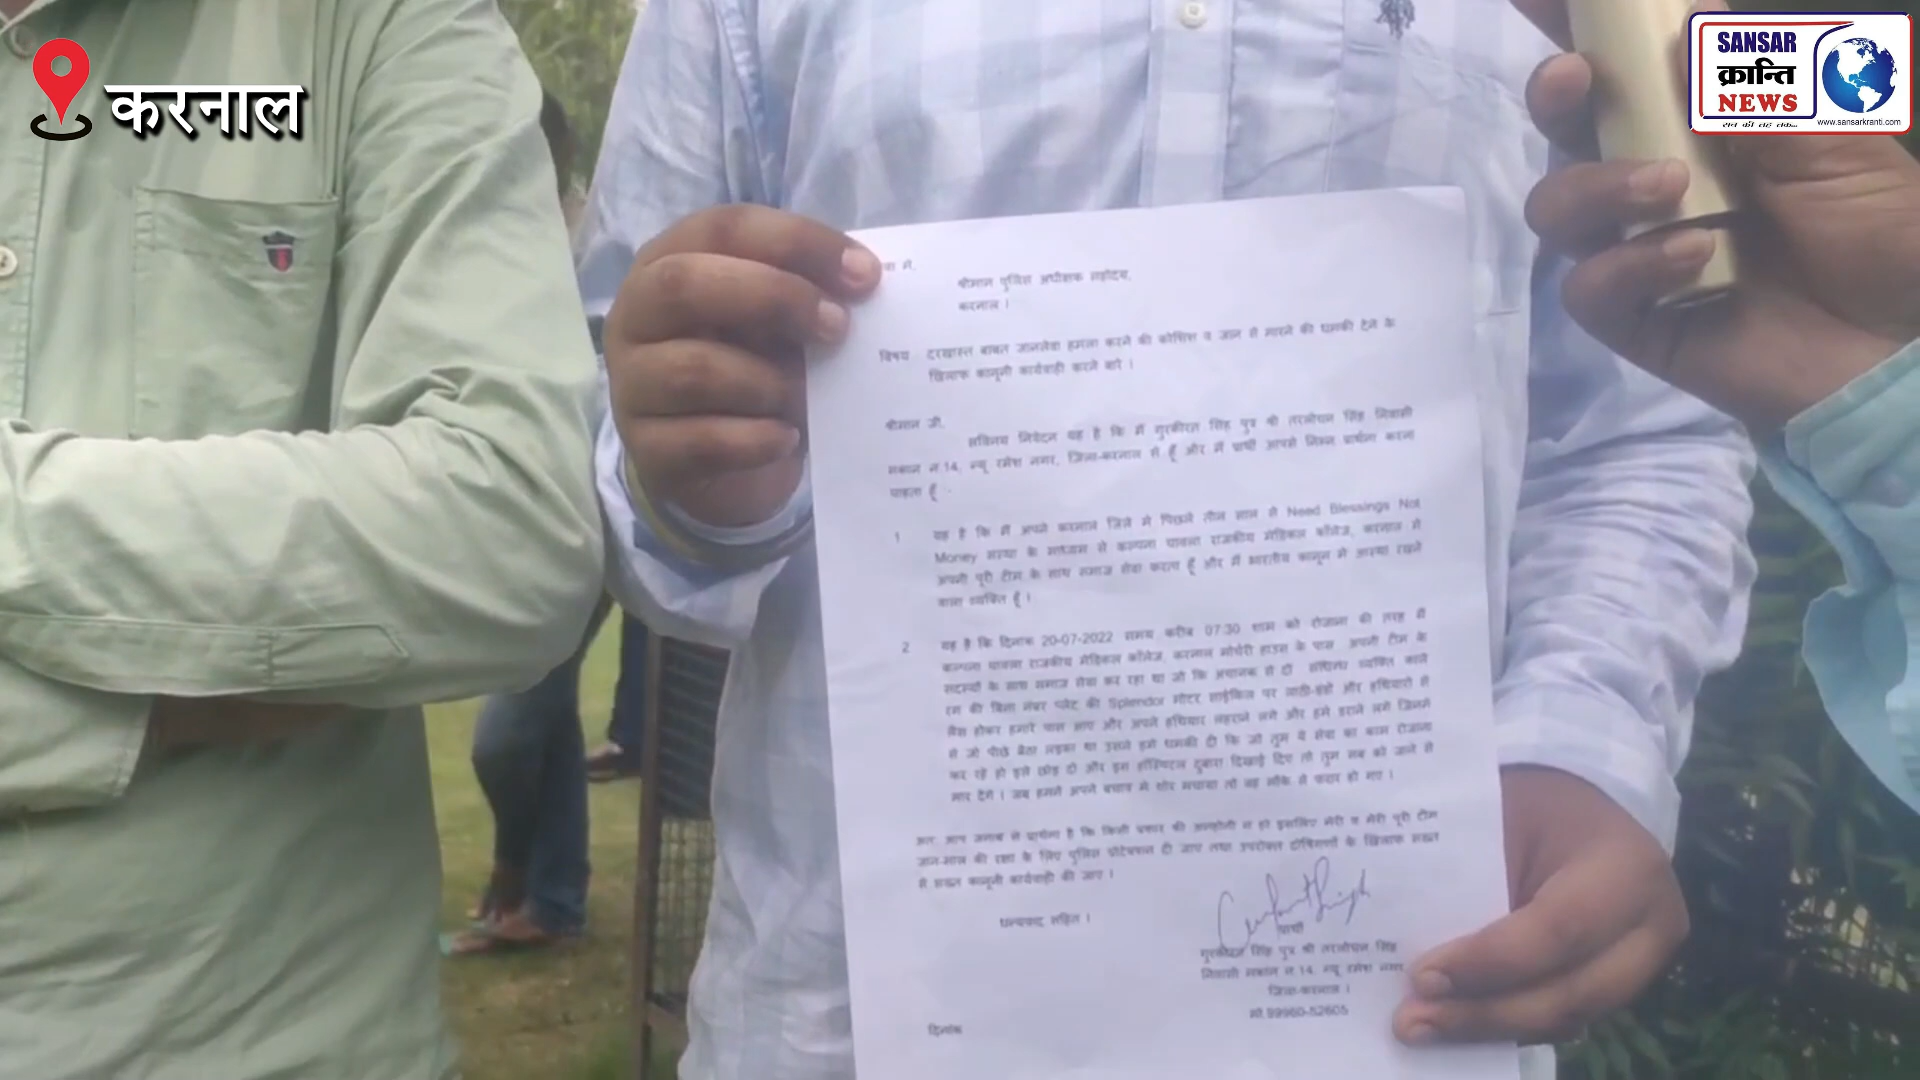 करनाल
SANSAR
क्रान्ति
NEWS
सच की तह तक...
www.sansarkranti.com
वा में,
श्रीमान पुलिस अधीक्षक महोदय,
करनाल ।
विषय दरखास्त बाबत जानलेवा हमला करने की कोशिश व जान से मारने की धमकी देने के
खिलाफ कानूनी कार्यवाही करने बारे ।
श्रीमान जी,
सविनय निवेदन यह है कि मैं गुरकीरत सिंह पुत्र श्री तरलोचन सिंह निवासी
मकान न.14, न्यू रमेश नगर, जिला-करनाल से हूँ और मैं प्रार्थी आपसे निम्न प्रार्थना करना
चाहता हूँ :-
1 यह है कि मैं अपने करनाल जिले मे पिछले तीन साल से Need Blessings Not
Money संस्था के माध्यम से कल्पना चावला राजकीय मेडिकल कॉलेज, करनाल मे
अपनी पूरी टीम के साथ समाज सेवा करता हूँ और मैं भारतीय कानून मे आस्था रखने
वाला व्यक्ति हूँ ।
2 यह है कि दिनांक 20-07-2022 समय करीब 07:30 शाम को रोजाना की तरह मैं
कल्पना चावला राजकीय मेडिकल कॉलेज, करनाल मोर्चरी हाउस के पास अपनी टीम के
सदस्यों के साथ समाज सेवा कर रहा था जो कि अचानक से दो संदिग्ध व्यक्ति काले
रंग की बिना नंबर प्लेट की Splendor मोटर साईकिल पर लाठी-डंडो और हथियारो से
लैस होकर हमारे पास आए और अपने हथियार लहराने लगे और हमे डराने लगे जिनमे
से जो पीछे बैठा लड़का था उसने हमे धमकी दी कि जो तुम ये सेवा का काम रोजाना
कर रहे हो इसे छोड़ दो और इस हॉस्पिटल दुबारा दिखाई दिए तो तुम सब को जान से
मार देंगे । जब हमने अपने बचाव मे शोर मचाया तो वह मौके से फरार हो गए ।
अतः आप जनाब से प्रार्थना है कि किसी प्रकार की अनहोनी न हो इसलिए मेरी व मेरी पूरी टीम
जान-माल की रक्षा के लिए पुलिस प्रोटेक्शन दी जाए तथा उपरोक्त दोषिगणों के खिलाफ सख्त
से सख्त कानूनी कार्यवाही की जाए ।
धन्यवाद सहित ।
प्रार्थी
गुरकीरत सिंह पुत्र श्री तरलोचन सिंह
निवासी मकान न.14, न्यू रमेश नगर
जिला-करनाल ।
मो.99960-52605
दिनांक